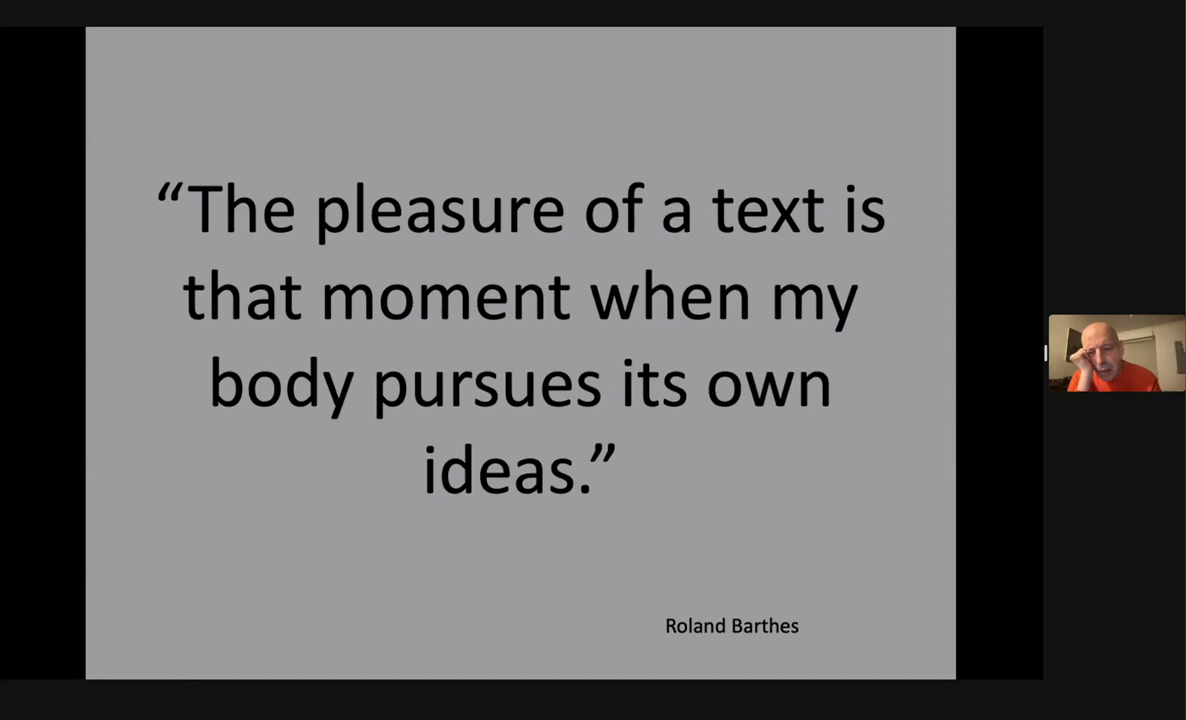 “The pleasure of a text is
that moment when my
body pursues its own
ideas.”
Roland Barthes